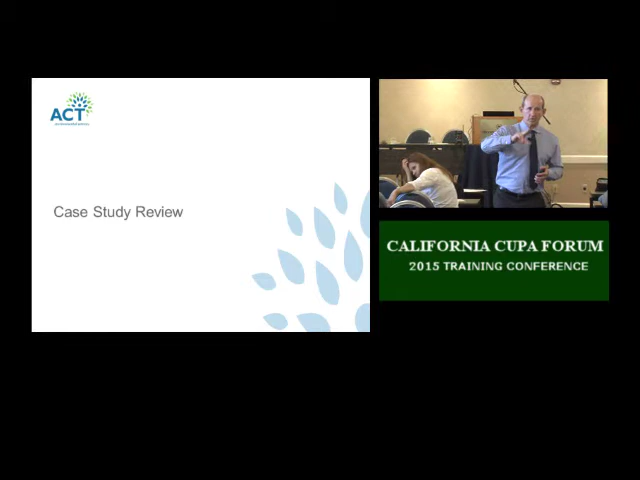 ACT
Case Study Review
CALIFORNIA CUPA FORUM
2015 TRAINING CONFERENCE